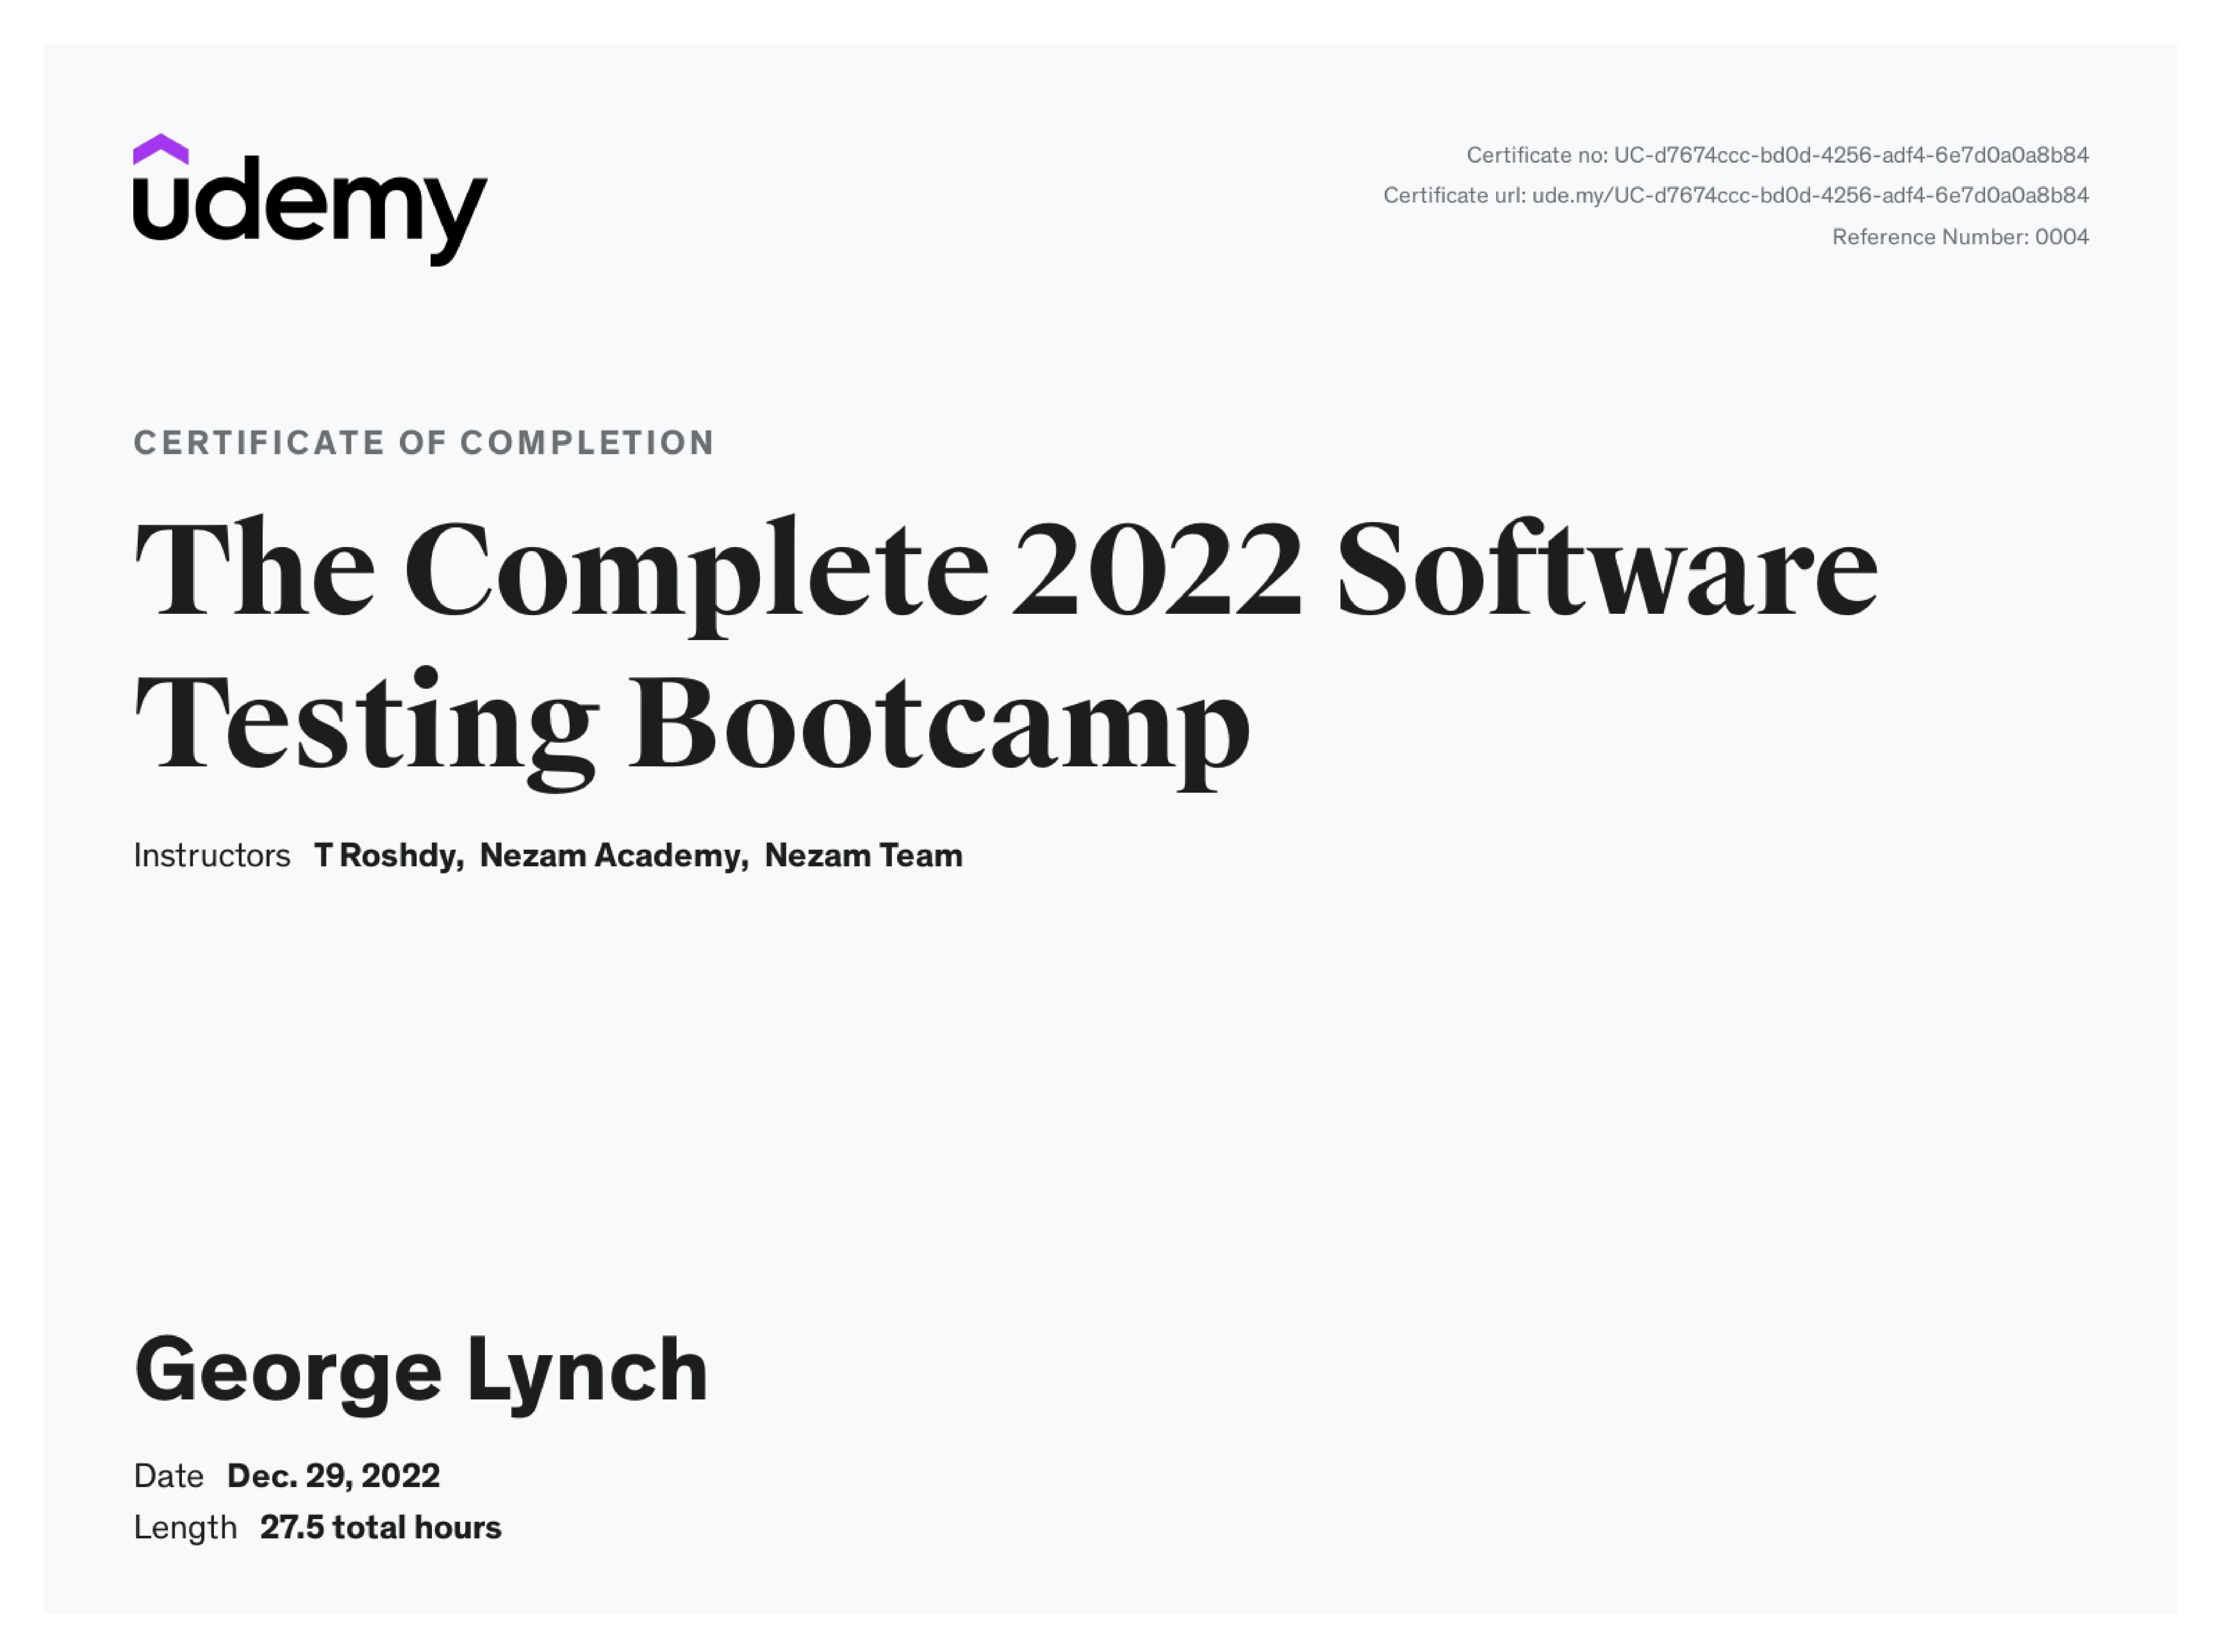 udemy
Certificate no: UC-d7674ccc-bd0d-4256-adf4-6e7d0a0a8b84
Certificate url: ude.my/UC-d7674ccc-bd0d-4256-adf4-6e7d0a0a8b84
Reference Number: 0004
CERTIFICATE OF COMPLETION
The Complete 2022 Software
Testing Bootcamp
Instructors T Roshdy, Nezam Academy, Nezam Team
George Lynch
Date Dec. 29, 2022
Length 27.5 total hours